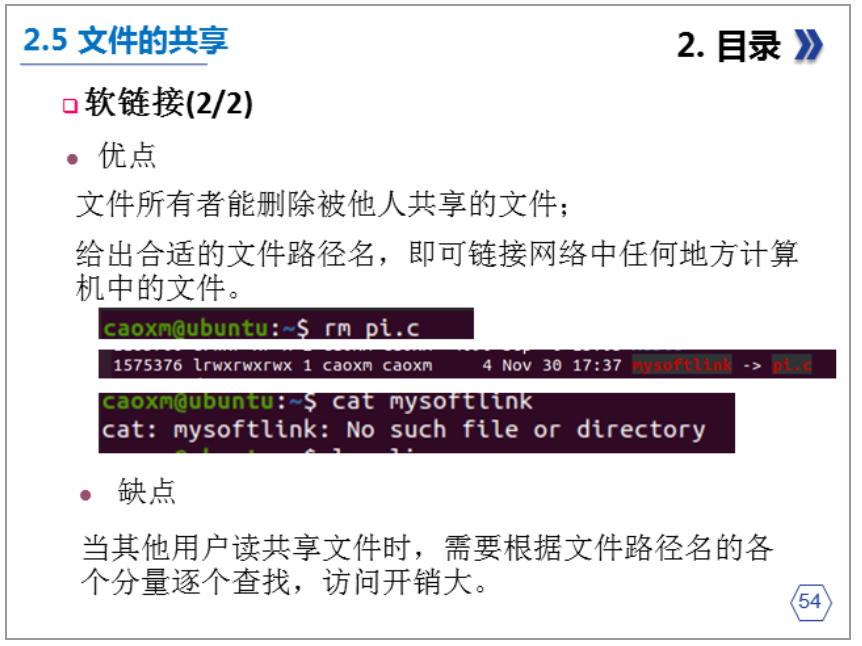 2.5 文件的共享
2. 目录
软链接(2/2)
优点
文件所有者能删除被他人共享的文件；
给出合适的文件路径名，即可链接网络中任何地方计算
机中的文件。
caoxm@ubuntu:~$ rm pi.c
1575376 lrwxrwxrwx 1 caoxm caoxm 4 Nov 30 17:37 mysoftlink -> pi.c
caoxm@ubuntu:~$ cat mysoftlink
cat: mysoftlink: No such file or directory
缺点
当其他用户读共享文件时，需要根据文件路径名的各
个分量逐个查找，访问开销大。
54